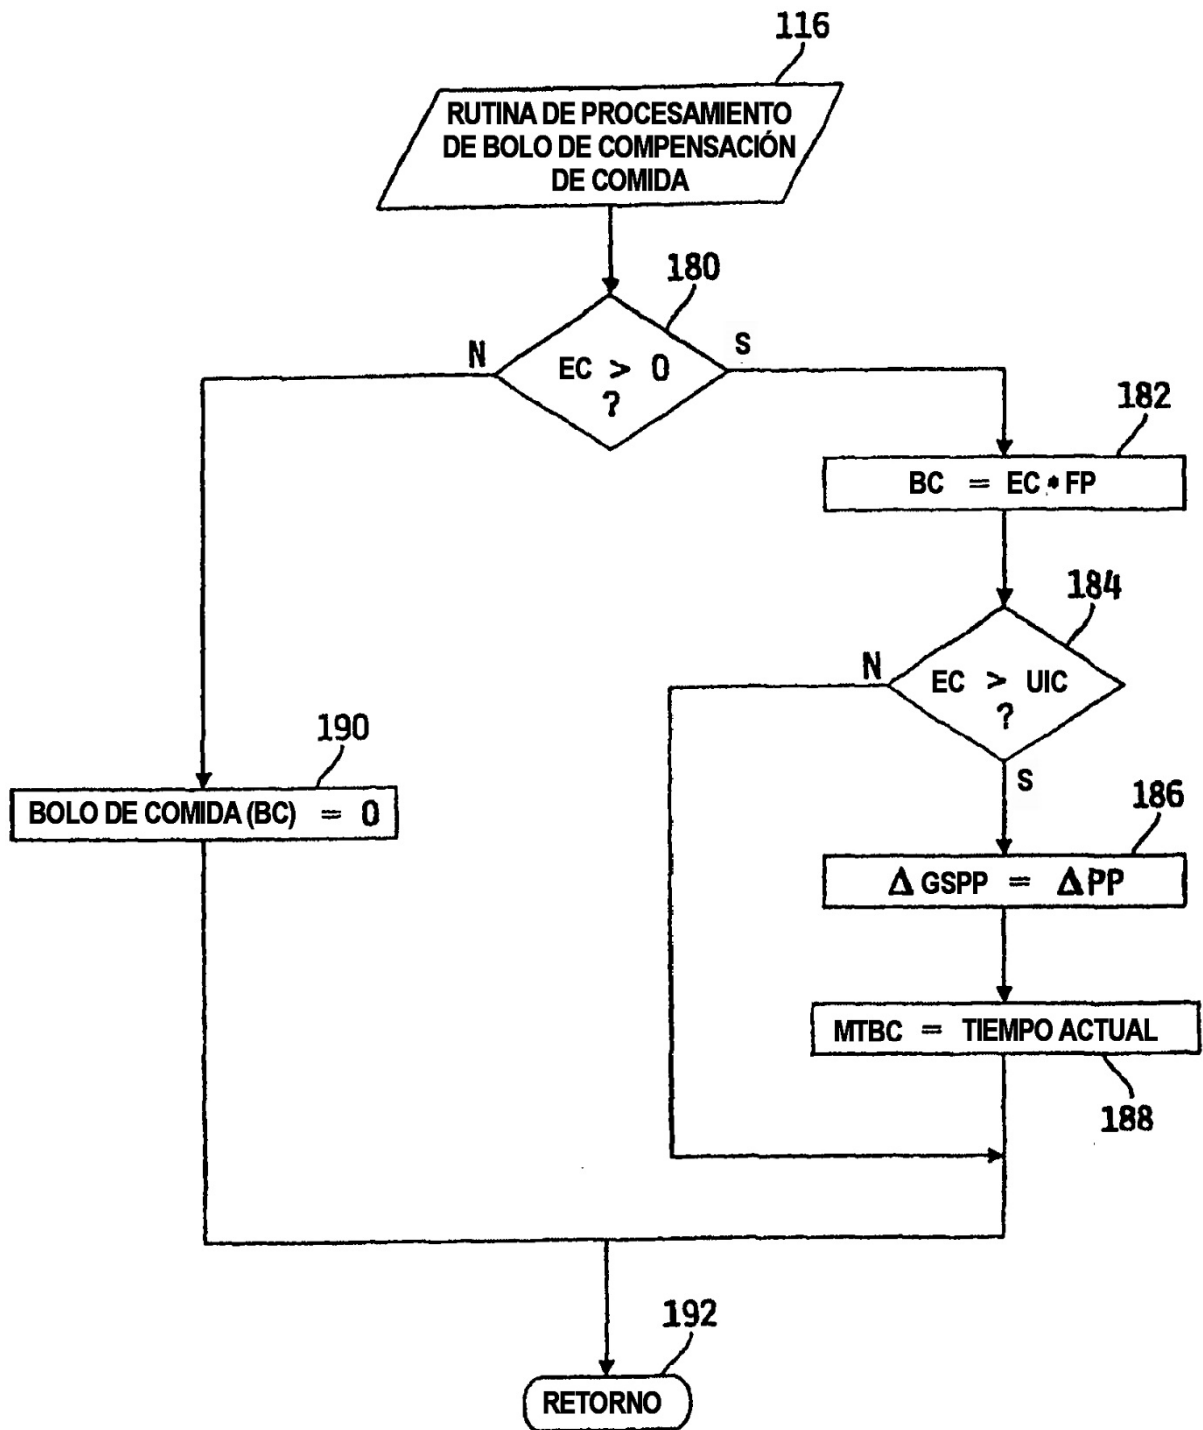 116
RUTINA DE PROCESAMIENTO
DE BOLO DE COMPENSACIÓN
DE COMIDA
180
N
S
EC > 0
?
182
BC = EC * FP
184
N
EC > UIC
?
S
190
BOLO DE COMIDA (BC) = 0
186
Δ GSPP = Δ PP
MTBC = TIEMPO ACTUAL
188
192
RETORNO